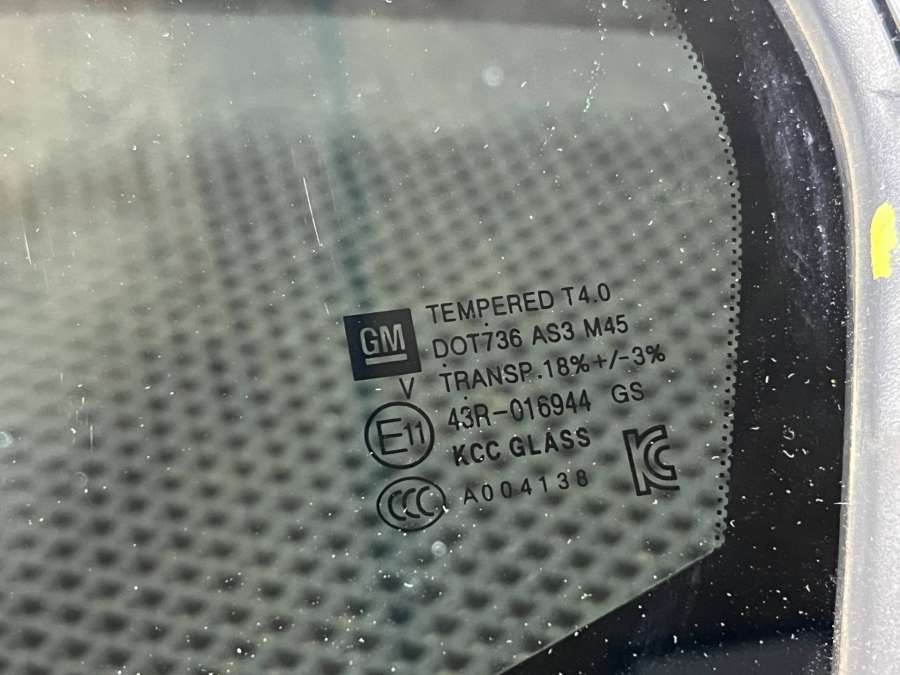 GM
TEMPERED T4.0
DOT736 AS3 M45
V TRANSP.18%+/-3%
E11 43R-016944 GS
KCC GLASS
CCC A004138 KC